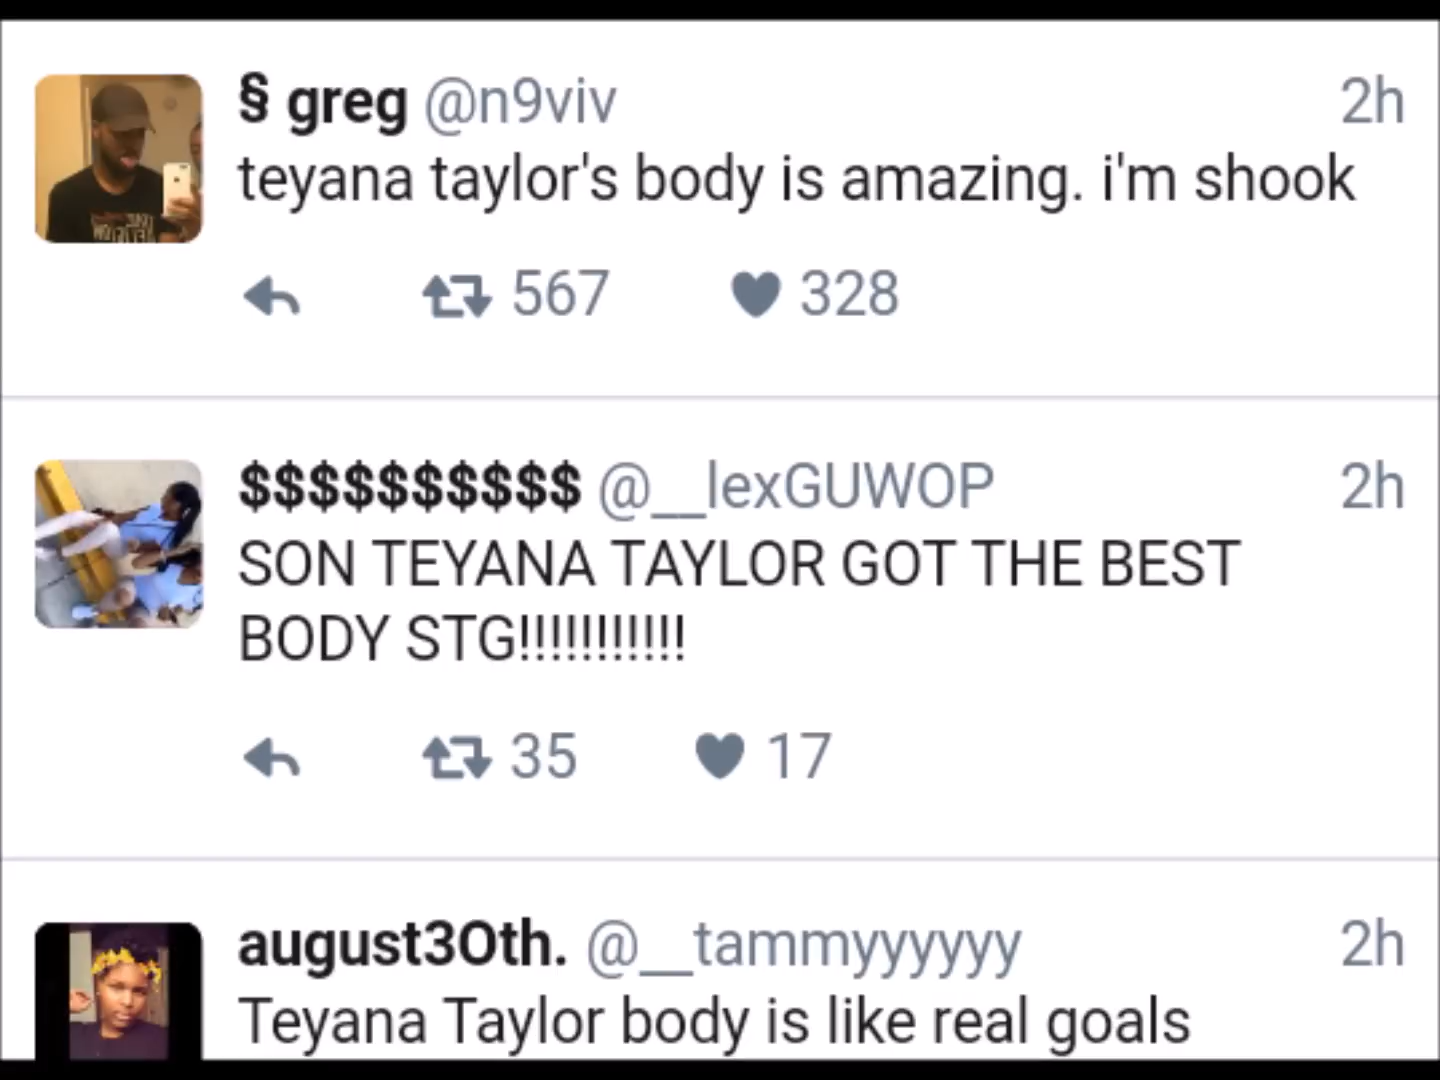 § greg @n9viv 2h
teyana taylor's body is amazing. i'm shook
567 328
$$$$$$$$$$ @__lexGUWOP 2h
SON TEYANA TAYLOR GOT THE BEST
BODY STG!!!!!!!!!!!
35 17
august3Oth. @__tammyyyyyy 2h
Teyana Taylor body is like real goals